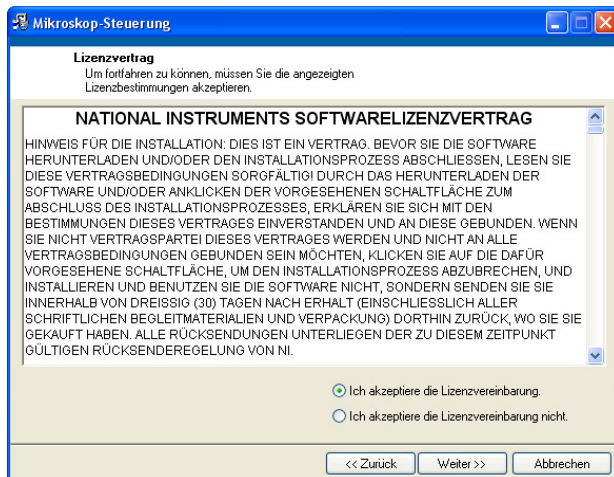 Mikroskop-Steuerung
Lizenzvertrag
Um fortfahren zu können, müssen Sie die angezeigten
Lizenzbestimmungen akzeptieren.
NATIONAL INSTRUMENTS SOFTWARELIZENZVERTRAG
HINWEIS FÜR DIE INSTALLATION: DIES IST EIN VERTRAG. BEVOR SIE DIE SOFTWARE
HERUNTERLADEN UND/ODER DEN INSTALLATIONSPROZESS ABSCHLIESSEN, LESEN SIE
DIESE VERTRAGSBEDINGUNGEN SORGFÄLTIG! DURCH DAS HERUNTERLADEN DER
SOFTWARE UND/ODER ANKLICKEN DER VORGESEHENEN SCHALTFLÄCHE ZUM
ABSCHLUSS DES INSTALLATIONSPROZESSES, ERKLÄREN SIE SICH MIT DEN
BESTIMMUNGEN DIESES VERTRAGES EINVERSTANDEN UND AN DIESE GEBUNDEN. WENN
SIE NICHT VERTRAGSPARTEI DIESES VERTRAGES WERDEN UND NICHT AN ALLE
VERTRAGSBEDINGUNGEN GEBUNDEN SEIN MÖCHTEN, KLICKEN SIE AUF DIE DAFÜR
VORGESEHENE SCHALTFLÄCHE, UM DEN INSTALLATIONSPROZESS ABZUBRECHEN, UND
INSTALLIEREN UND BENUTZEN SIE DIE SOFTWARE NICHT, SONDERN SENDEN SIE SIE
INNERHALB VON DREISSIG (30) TAGEN NACH ERHALT (EINSCHLIESSLICH ALLER
SCHRIFTLICHEN BEGLEITMATERIALIEN UND VERPACKUNG) DORTHIN ZURÜCK, WO SIE SIE
GEKAUFT HABEN. ALLE RÜCKSENDUNGEN UNTERLIEGEN DER ZU DIESEM ZEITPUNKT
GÜLTIGEN RÜCKSENDEREGELUNG VON NI.
Ich akzeptiere die Lizenzvereinbarung.
Ich akzeptiere die Lizenzvereinbarung nicht.
<< Zurück Weiter >> Abbrechen